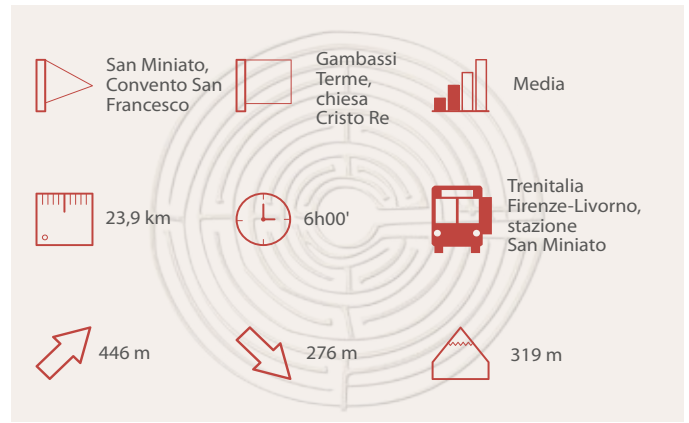 San Miniato,
Convento San
Francesco
Gambassi
Terme,
chiesa
Cristo Re
Media
23,9 km
6h00'
Trenitalia
Firenze-Livorno,
stazione
San Miniato
446 m
276 m
319 m